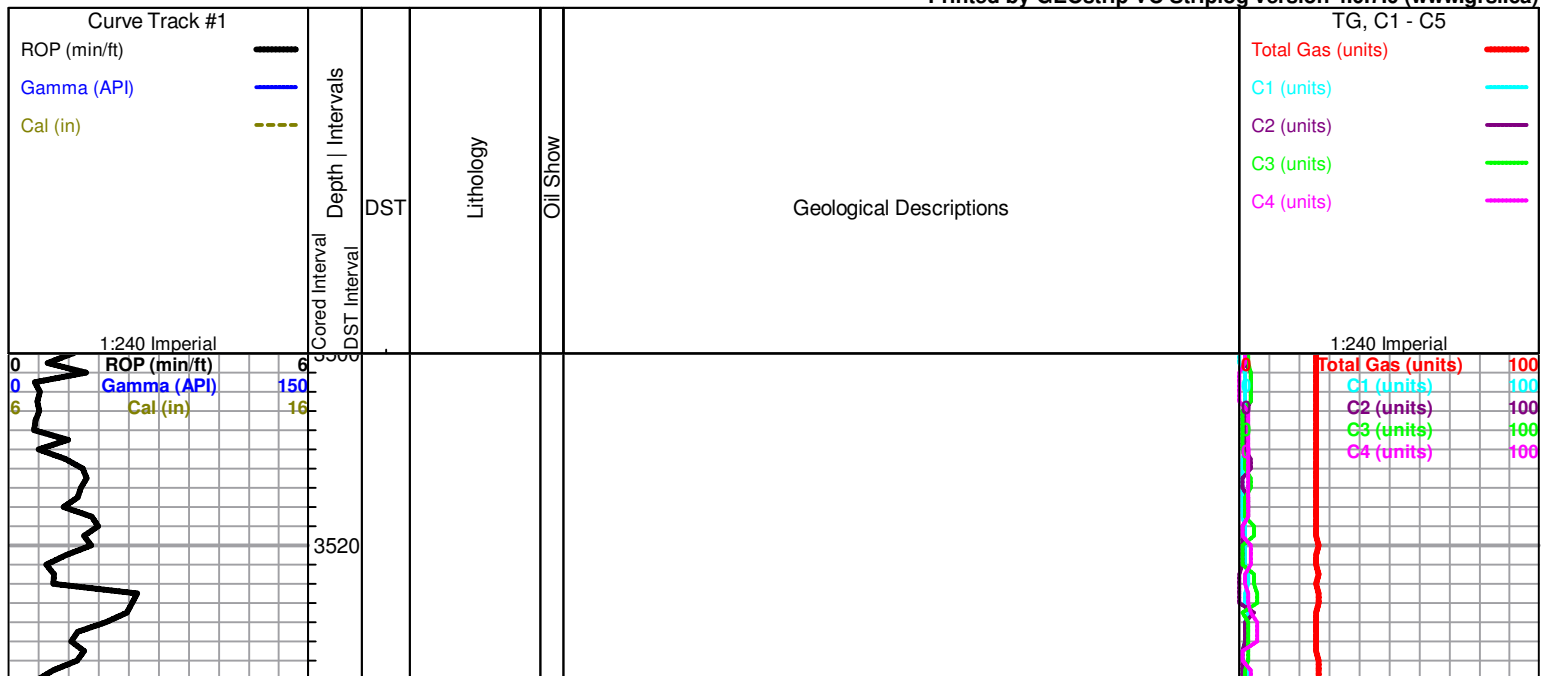 Curve Track #1
ROP (min/ft)
Gamma (API)
Cal (in)
1:240 Imperial
Cored Interval
Depth | Intervals
DST Interval
DST
Lithology
Oil Show
Geological Descriptions
TG, C1 - C5
Total Gas (units)
C1 (units)
C2 (units)
C3 (units)
C4 (units)
1:240 Imperial
0 ROP (min/ft) 6
0 Gamma (API) 150
6 Cal (in) 16
3500
0 Total Gas (units) 100
C1 (units) 100
0 C2 (units) 100
C3 (units) 100
C4 (units) 100
3520